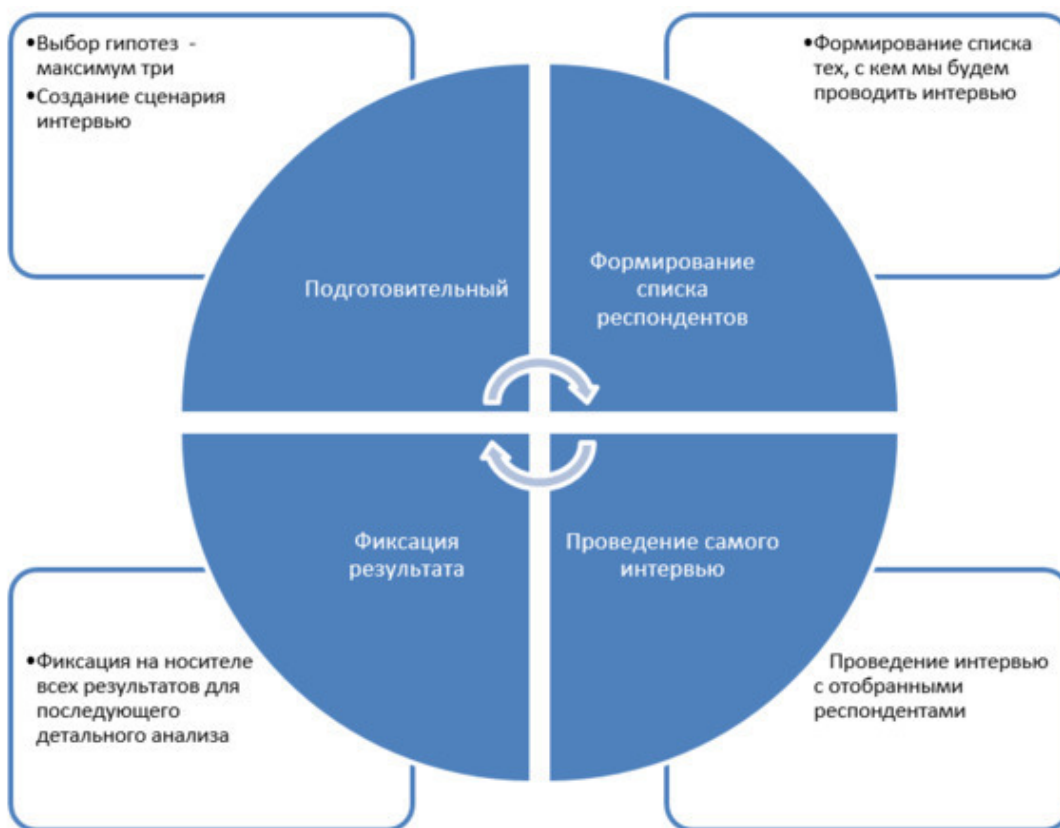 •Выбор гипотез -
максимум три
•Создание сценария
интервью
•Формирование списка
тех, с кем мы будем
проводить интервью
Подготовительный
Формирование
списка
респондентов
Фиксация
результата
Проведение самого
интервью
•Фиксация на носителе
всех результатов для
последующего
детального анализа
Проведение интервью
с отобранными
респондентами